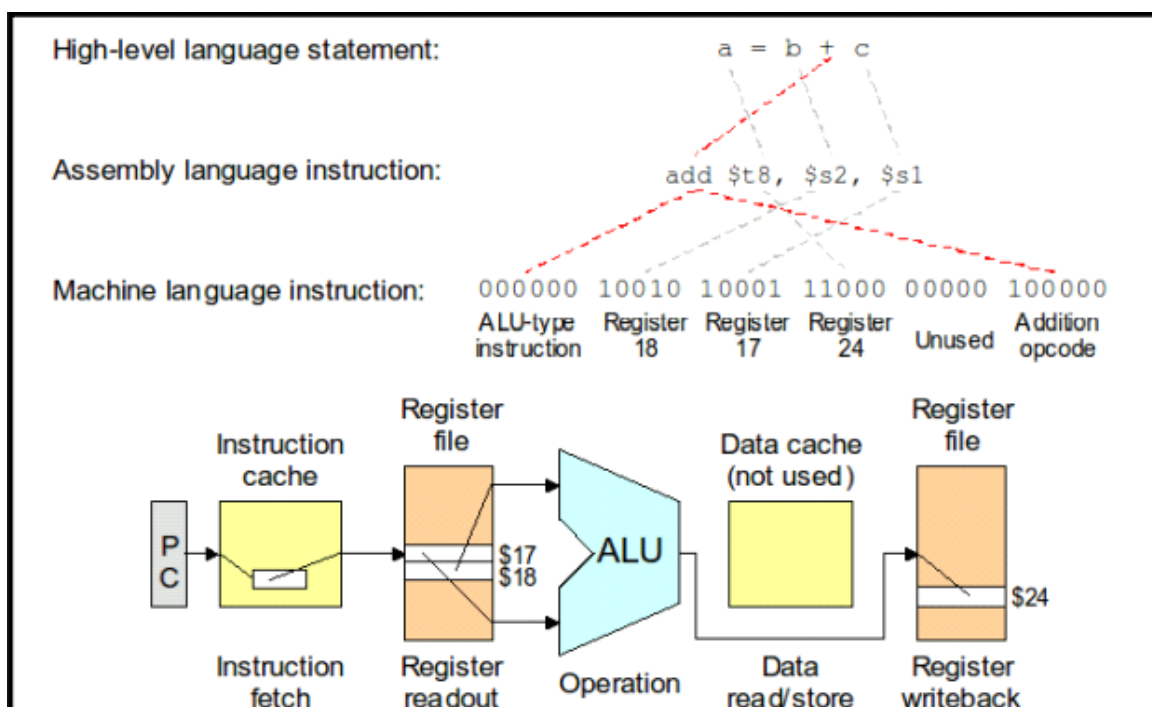 High-level language statement: a = b + c
Assembly language instruction: add $t8, $s2, $s1
Machine language instruction: 000000 10010 10001 11000 00000 100000
ALU-type instruction
Register 18
Register 17
Register 24
Unused
Addition opcode
Instruction cache
Register file
Data cache (not used)
Register file
P C
$17
$18
ALU
$24
Instruction fetch
Register readout
Operation
Data read/store
Register writeback